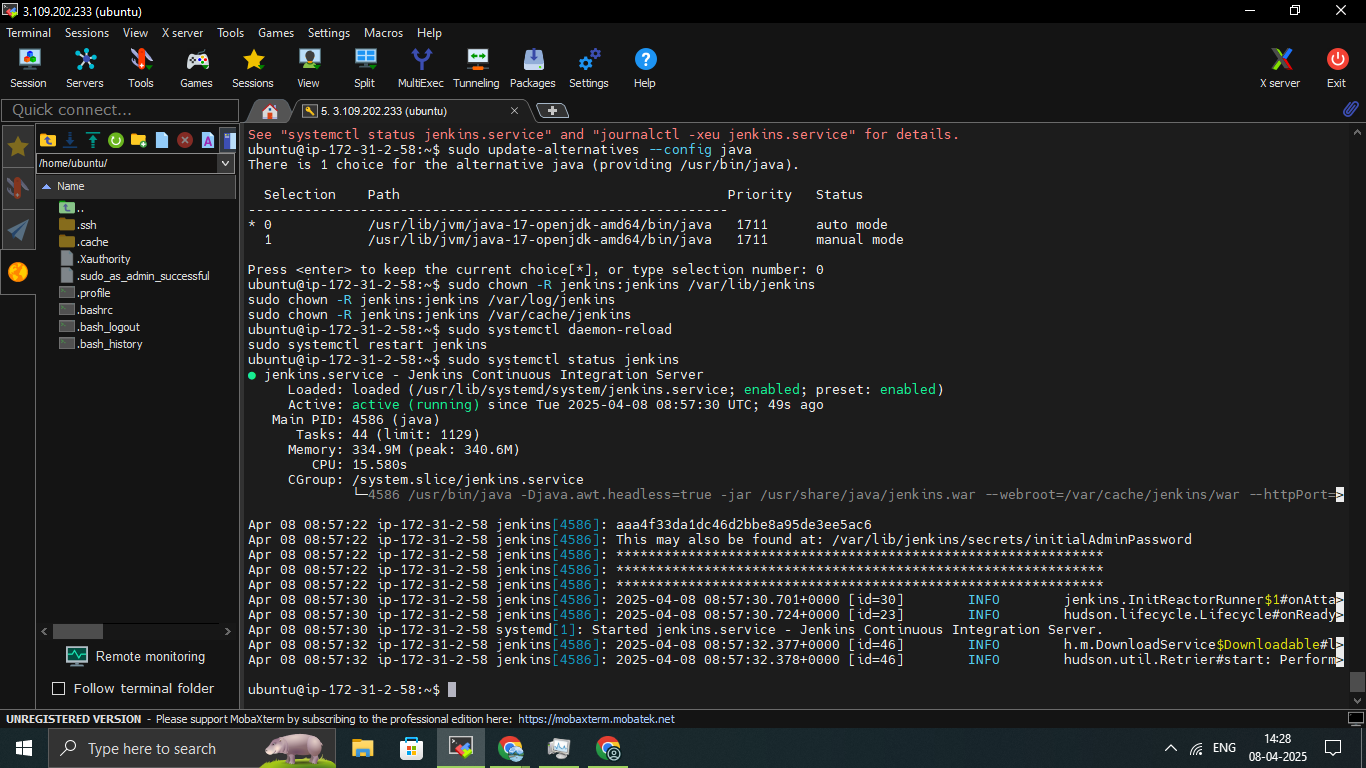 3.109.202.233 (ubuntu)
Terminal Sessions View X server Tools Games Settings Macros Help
Session Servers Tools Games Sessions View Split MultiExec Tunneling Packages Settings Help X server Exit
Quick connect...
5. 3.109.202.233 (ubuntu)
/home/ubuntu/
Name
..
.ssh
.cache
.Xauthority
.sudo_as_admin_successful
.profile
.bashrc
.bash_logout
.bash_history
Remote monitoring
Follow terminal folder
See "systemctl status jenkins.service" and "journalctl -xeu jenkins.service" for details.
ubuntu@ip-172-31-2-58:~$ sudo update-alternatives --config java
There is 1 choice for the alternative java (providing /usr/bin/java).
Selection Path Priority Status
------------------------------------------------------------
* 0 /usr/lib/jvm/java-17-openjdk-amd64/bin/java 1711 auto mode
1 /usr/lib/jvm/java-17-openjdk-amd64/bin/java 1711 manual mode
Press <enter> to keep the current choice[*], or type selection number: 0
ubuntu@ip-172-31-2-58:~$ sudo chown -R jenkins:jenkins /var/lib/jenkins
sudo chown -R jenkins:jenkins /var/log/jenkins
sudo chown -R jenkins:jenkins /var/cache/jenkins
ubuntu@ip-172-31-2-58:~$ sudo systemctl daemon-reload
sudo systemctl restart jenkins
ubuntu@ip-172-31-2-58:~$ sudo systemctl status jenkins
● jenkins.service - Jenkins Continuous Integration Server
Loaded: loaded (/usr/lib/systemd/system/jenkins.service; enabled; preset: enabled)
Active: active (running) since Tue 2025-04-08 08:57:30 UTC; 49s ago
Main PID: 4586 (java)
Tasks: 44 (limit: 1129)
Memory: 334.9M (peak: 340.6M)
CPU: 15.580s
CGroup: /system.slice/jenkins.service
└─4586 /usr/bin/java -Djava.awt.headless=true -jar /usr/share/java/jenkins.war --webroot=/var/cache/jenkins/war --httpPort=>
Apr 08 08:57:22 ip-172-31-2-58 jenkins[4586]: aaa4f33da1dc46d2bbe8a95de3ee5ac6
Apr 08 08:57:22 ip-172-31-2-58 jenkins[4586]: This may also be found at: /var/lib/jenkins/secrets/initialAdminPassword
Apr 08 08:57:22 ip-172-31-2-58 jenkins[4586]: *************************************************************
Apr 08 08:57:22 ip-172-31-2-58 jenkins[4586]: *************************************************************
Apr 08 08:57:22 ip-172-31-2-58 jenkins[4586]: *************************************************************
Apr 08 08:57:30 ip-172-31-2-58 jenkins[4586]: 2025-04-08 08:57:30.701+0000 [id=30] INFO jenkins.InitReactorRunner$1#onAtta>
Apr 08 08:57:30 ip-172-31-2-58 jenkins[4586]: 2025-04-08 08:57:30.724+0000 [id=23] INFO hudson.lifecycle.Lifecycle#onReady>
Apr 08 08:57:30 ip-172-31-2-58 systemd[1]: Started jenkins.service - Jenkins Continuous Integration Server.
Apr 08 08:57:32 ip-172-31-2-58 jenkins[4586]: 2025-04-08 08:57:32.377+0000 [id=46] INFO h.m.DownloadService$Downloadable#l>
Apr 08 08:57:32 ip-172-31-2-58 jenkins[4586]: 2025-04-08 08:57:32.378+0000 [id=46] INFO hudson.util.Retrier#start: Perform>
ubuntu@ip-172-31-2-58:~$
UNREGISTERED VERSION - Please support MobaXterm by subscribing to the professional edition here: https://mobaxterm.mobatek.net
Type here to search
ENG
14:28
08-04-2025